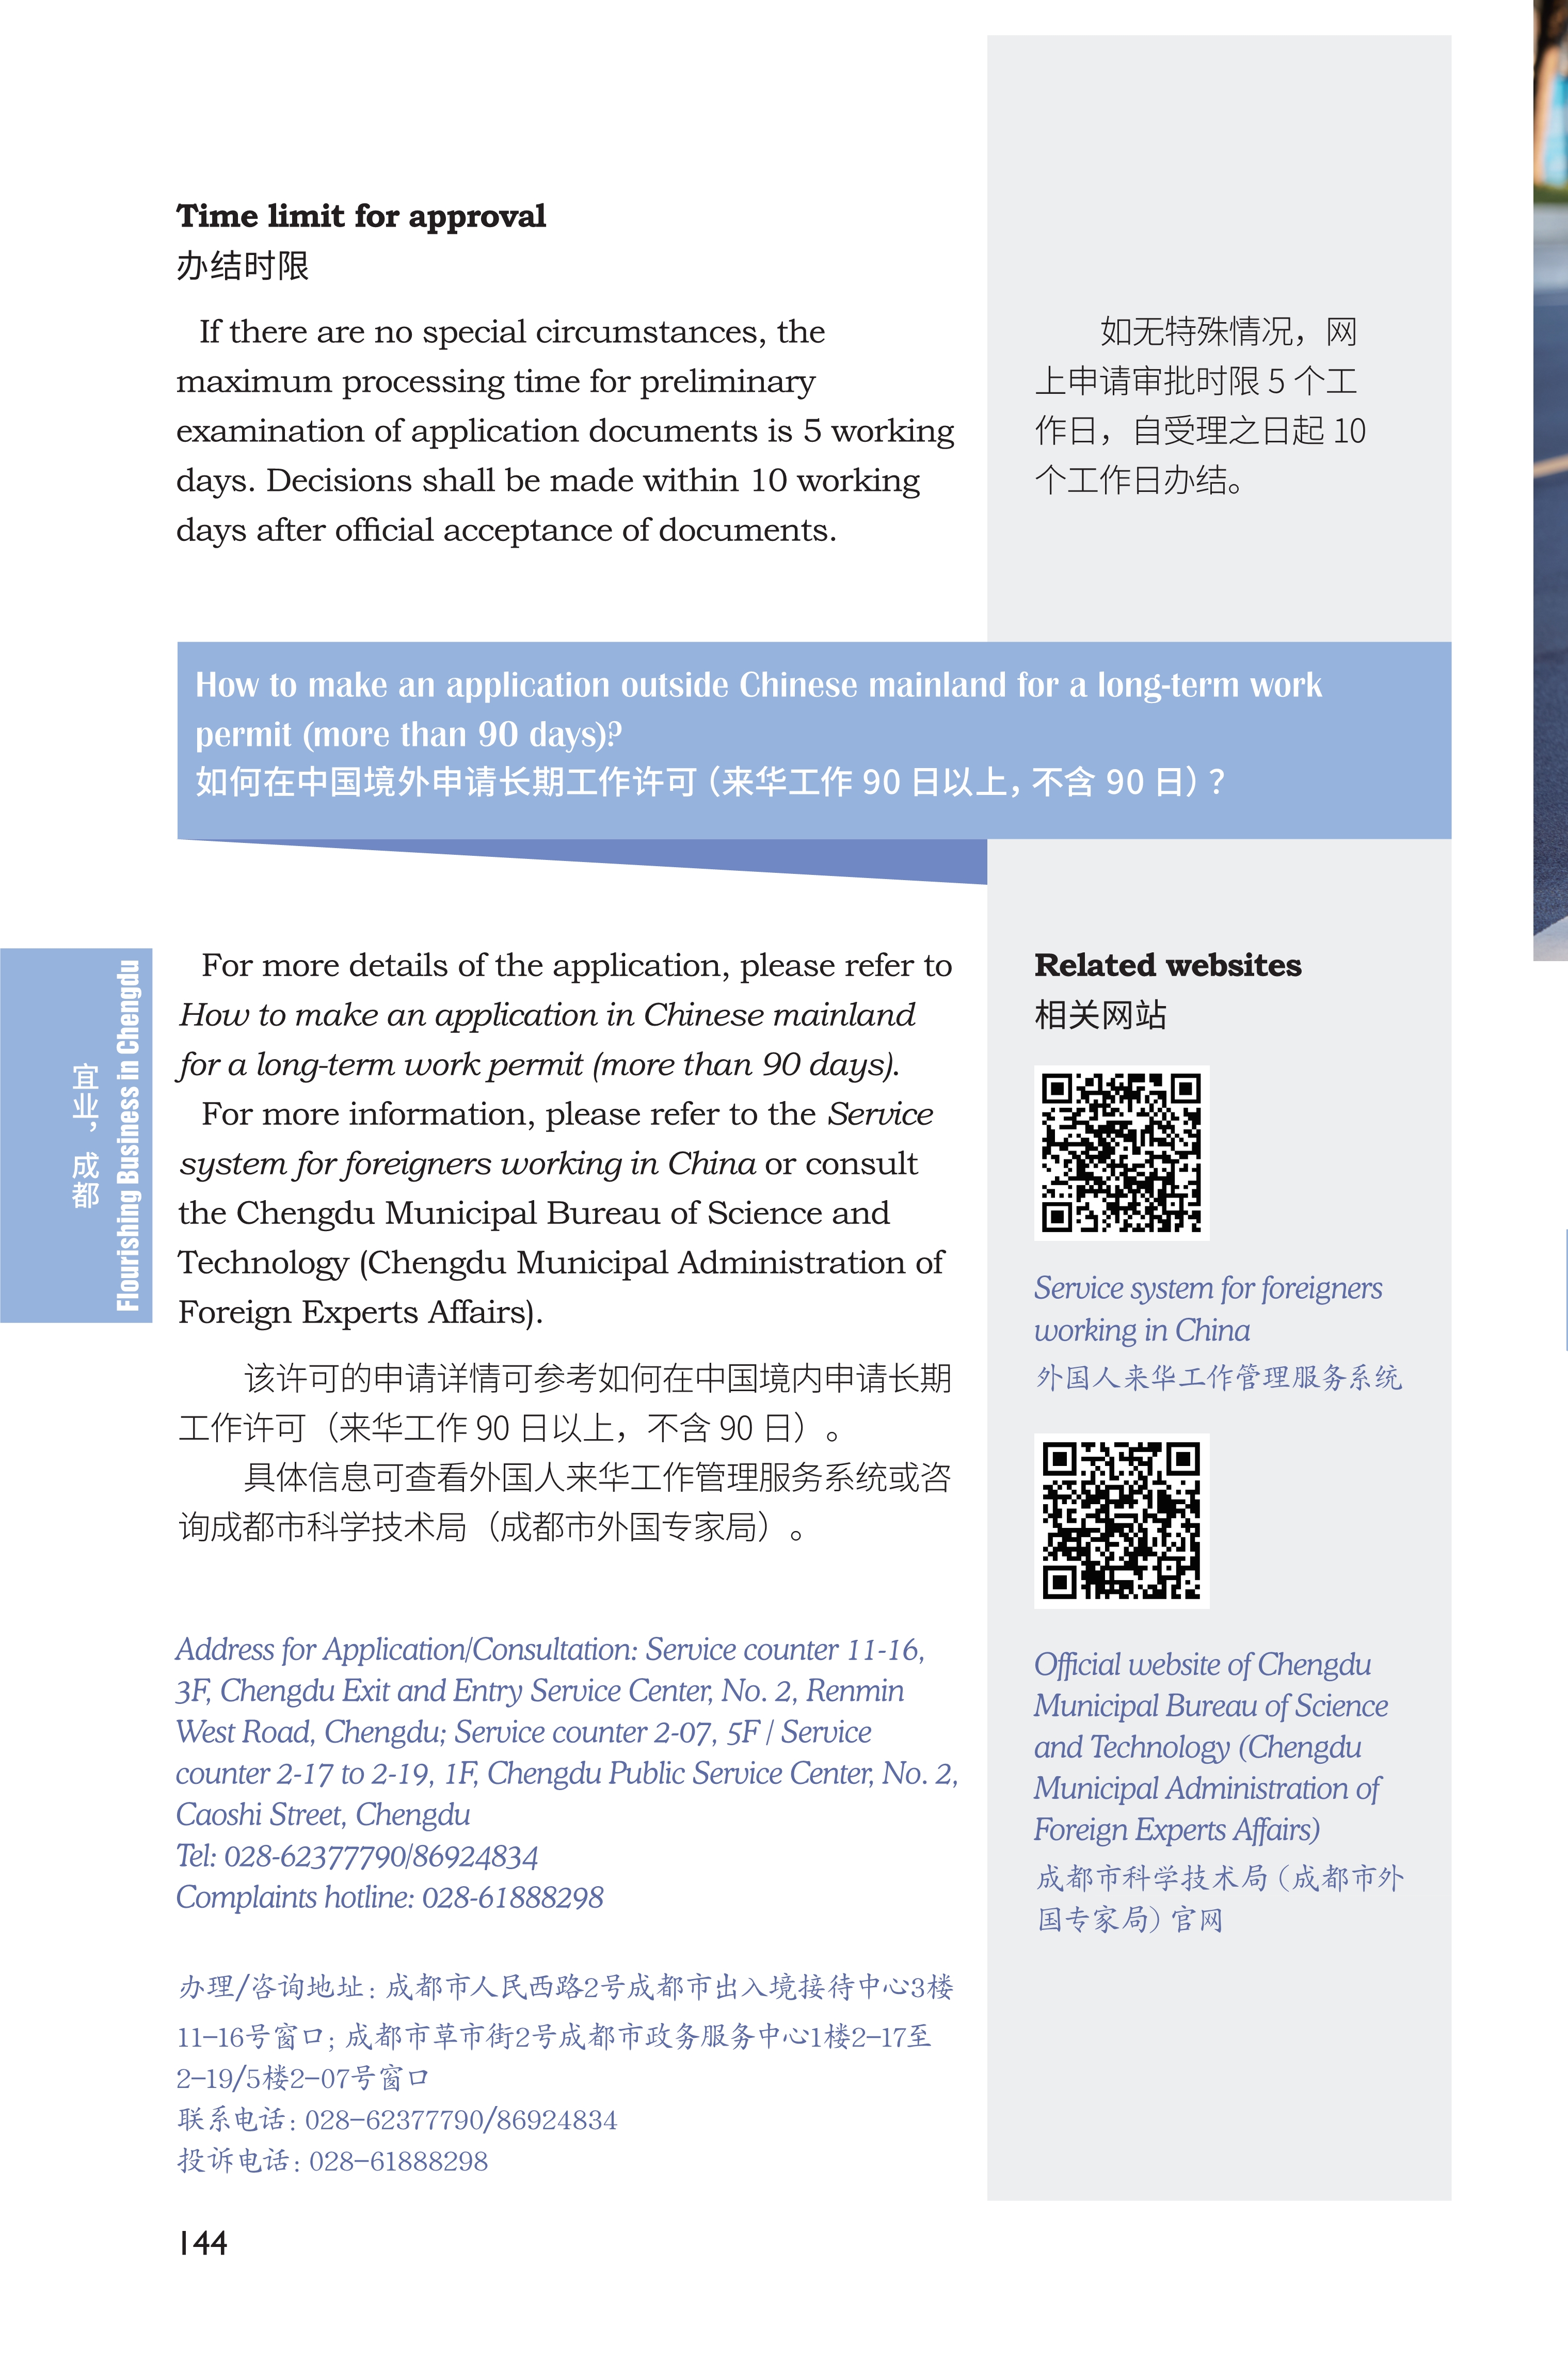 Time limit for approval
办结时限
If there are no special circumstances, the
maximum processing time for preliminary
examination of application documents is 5 working
days. Decisions shall be made within 10 working
days after official acceptance of documents.
如无特殊情况，网
上申请审批时限 5 个工
作日，自受理之日起 10
个工作日办结。
How to make an application outside Chinese mainland for a long-term work
permit (more than 90 days)?
如何在中国境外申请长期工作许可（来华工作 90 日以上，不含 90 日）？
宜业，成都
Flourishing Business in Chengdu
For more details of the application, please refer to
How to make an application in Chinese mainland
for a long-term work permit (more than 90 days).
For more information, please refer to the Service
system for foreigners working in China or consult
the Chengdu Municipal Bureau of Science and
Technology (Chengdu Municipal Administration of
Foreign Experts Affairs).
该许可的申请详情可参考如何在中国境内申请长期
工作许可（来华工作 90 日以上，不含 90 日）。
具体信息可查看外国人来华工作管理服务系统或咨
询成都市科学技术局（成都市外国专家局）。
Address for Application/Consultation: Service counter 11-16,
3F, Chengdu Exit and Entry Service Center, No. 2, Renmin
West Road, Chengdu; Service counter 2-07, 5F / Service
counter 2-17 to 2-19, 1F, Chengdu Public Service Center, No. 2,
Caoshi Street, Chengdu
Tel: 028-62377790/86924834
Complaints hotline: 028-61888298
办理/咨询地址：成都市人民西路2号成都市出入境接待中心3楼
11-16号窗口；成都市草市街2号成都市政务服务中心1楼2-17至
2-19/5楼2-07号窗口
联系电话：028-62377790/86924834
投诉电话：028-61888298
Related websites
相关网站
Service system for foreigners
working in China
外国人来华工作管理服务系统
Official website of Chengdu
Municipal Bureau of Science
and Technology (Chengdu
Municipal Administration of
Foreign Experts Affairs)
成都市科学技术局（成都市外
国专家局）官网
144